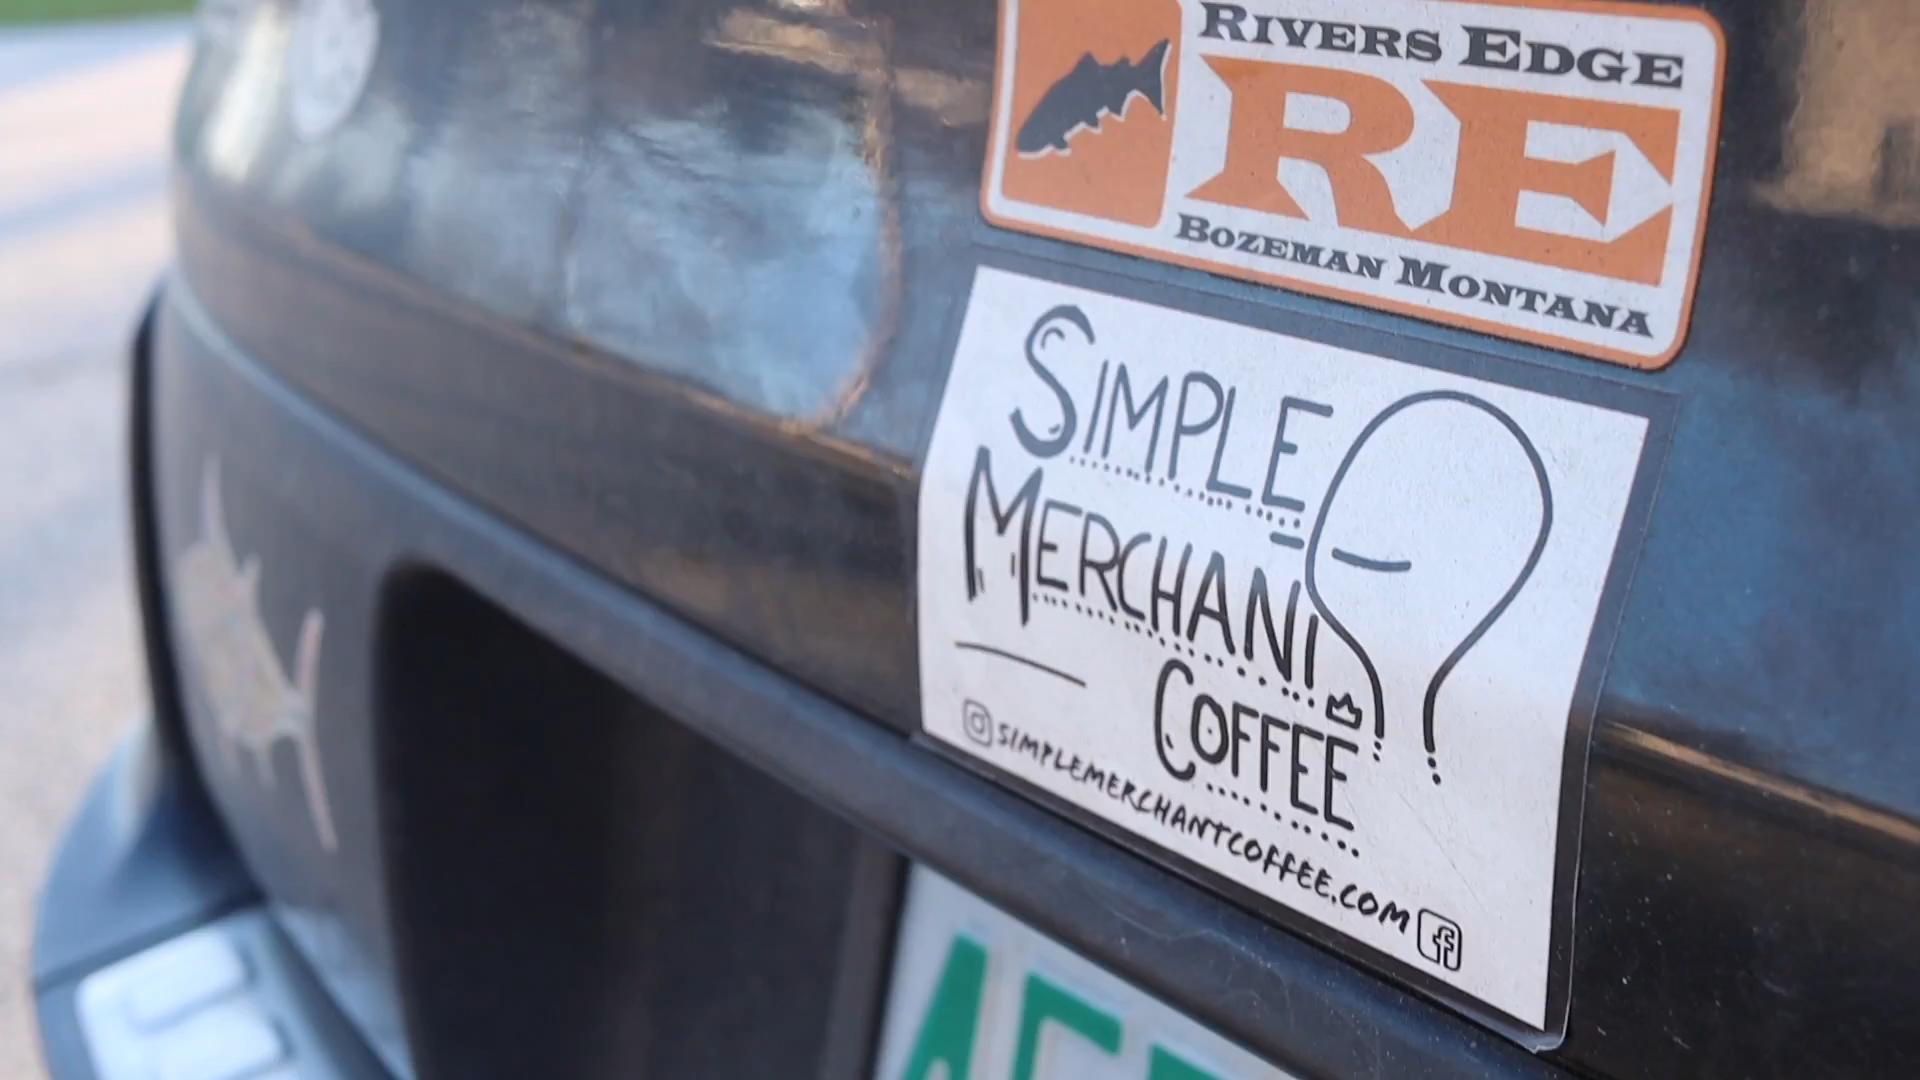 RIVERS EDGE
RE
BOZEMAN MONTANA
SIMPLE
MERCHANT
COFFEE
SIMPLEMERCHANTCOFFEE.COM